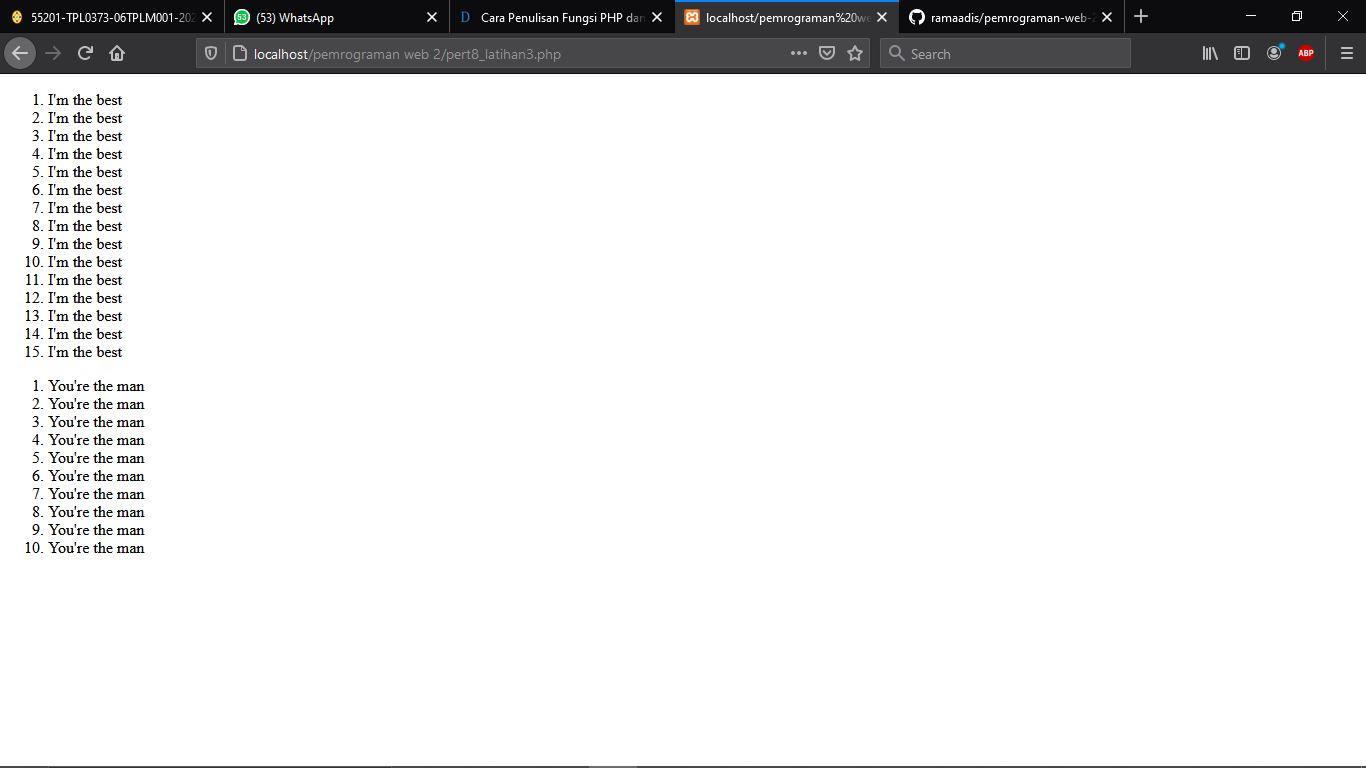 55201-TPL0373-06TPLM001-202
(53) WhatsApp
Cara Penulisan Fungsi PHP dan
localhost/pemrograman%20we
ramaadis/pemrograman-web-2
localhost/pemrograman web 2/pert8_latihan3.php
Search
ABP
1. I'm the best
2. I'm the best
3. I'm the best
4. I'm the best
5. I'm the best
6. I'm the best
7. I'm the best
8. I'm the best
9. I'm the best
10. I'm the best
11. I'm the best
12. I'm the best
13. I'm the best
14. I'm the best
15. I'm the best
1. You're the man
2. You're the man
3. You're the man
4. You're the man
5. You're the man
6. You're the man
7. You're the man
8. You're the man
9. You're the man
10. You're the man